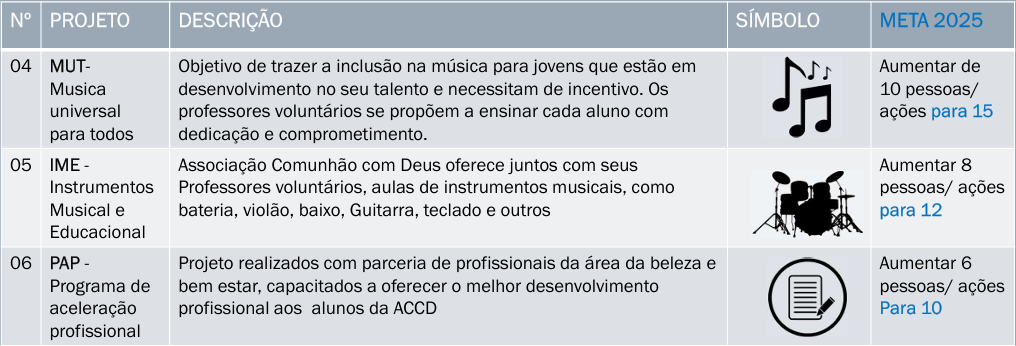 Nº PROJETO DESCRIÇÃO SÍMBOLO META 2025
04 MUT- Musica universal para todos
Objetivo de trazer a inclusão na música para jovens que estão em
desenvolvimento no seu talento e necessitam de incentivo. Os
professores voluntários se propõem a ensinar cada aluno com
dedicação e comprometimento.
Aumentar de
10 pessoas/
ações para 15
05 IME -
Instrumentos
Musical e
Educacional
Associação Comunhão com Deus oferece juntos com seus
Professores voluntários, aulas de instrumentos musicais, como
bateria, violão, baixo, Guitarra, teclado e outros
Aumentar 8
pessoas/ ações
para 12
06 PAP -
Programa de
aceleração
profissional
Projeto realizados com parceria de profissionais da área da beleza e
bem estar, capacitados a oferecer o melhor desenvolvimento
profissional aos  alunos da ACCD
Aumentar 6
pessoas/ ações
Para 10